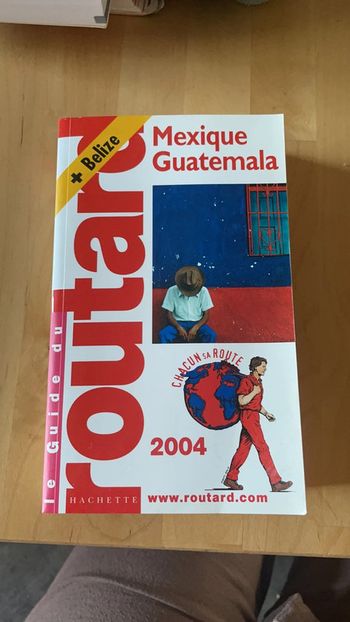 + Belize
Mexique
Guatemala
le Guide du
routard
CHACUN SA ROUTE
2004
HACHETTE
www.routard.com